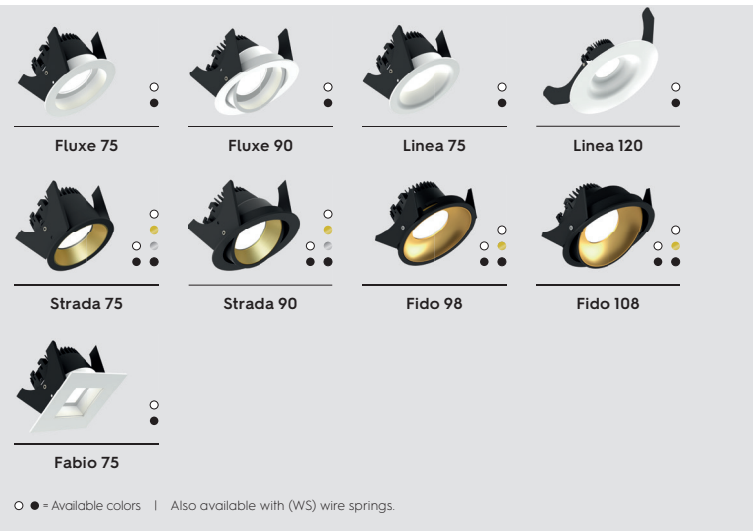 Fluxe 75
Fluxe 90
Linea 75
Linea 120
Strada 75
Strada 90
Fido 98
Fido 108
Fabio 75
= Available colors | Also available with (WS) wire springs.